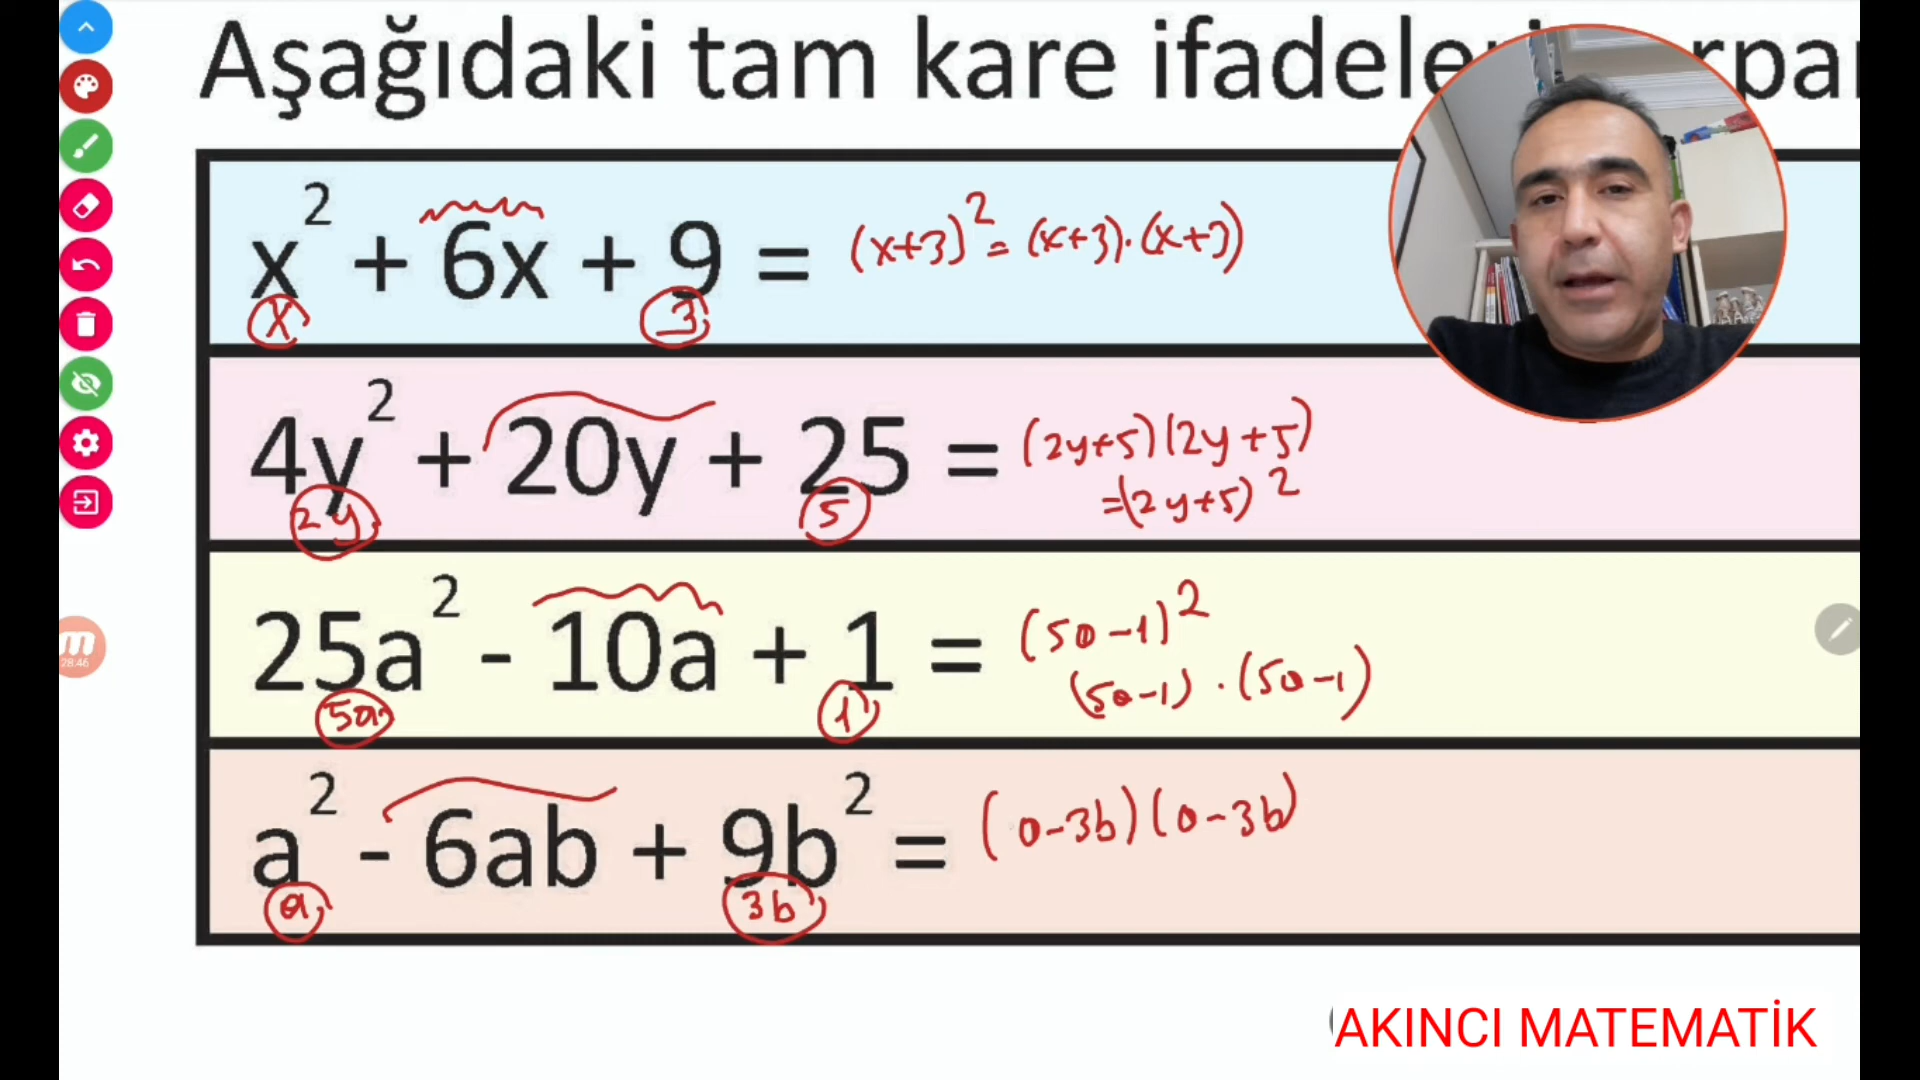 Aşağıdaki tam kare ifadele
x² + 6x + 9 = (x+3)² = (x+3).(x+3)
x 3
4y² + 20y + 25 = (2y+5)(2y+5)
=(2y+5)²
2y 5
25a² - 10a + 1 = (5a-1)²
(5a-1) . (5a-1)
5a 1
a² - 6ab + 9b² = (a-3b)(a-3b)
a 3b
28:46
AKINCI MATEMATİK